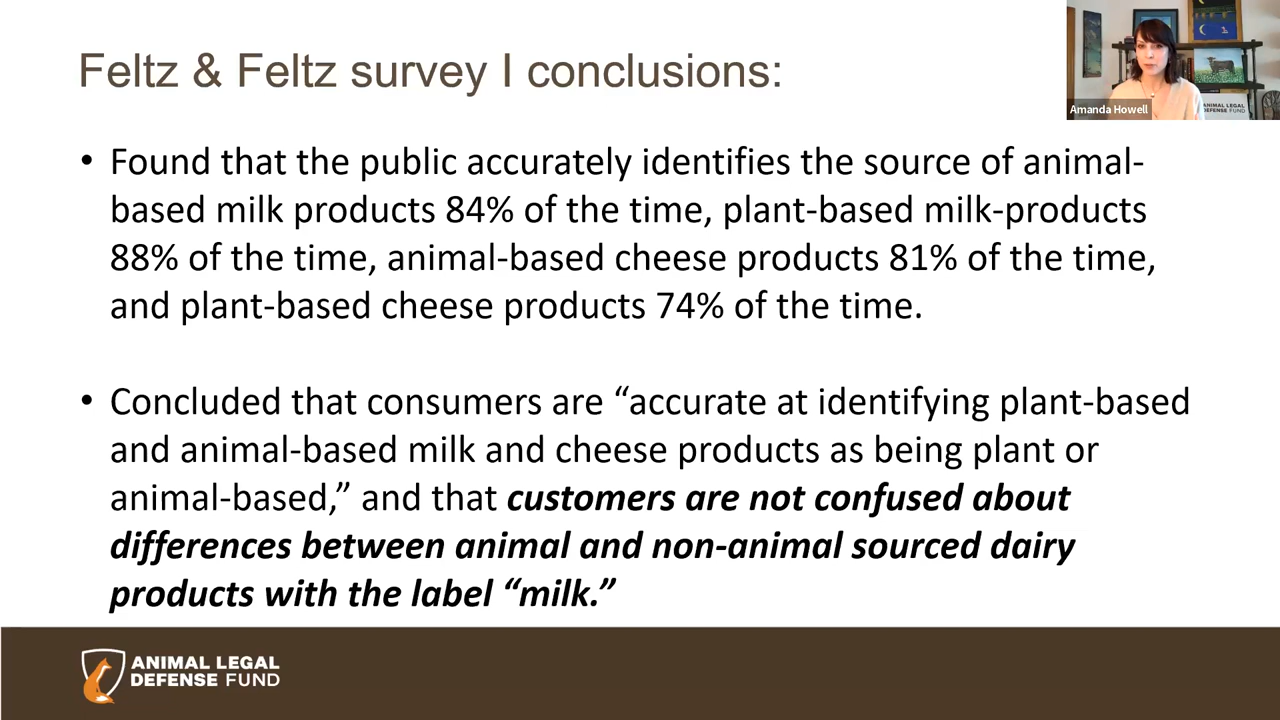 Feltz & Feltz survey I conclusions:
Amanda Howell
ANIMAL LEGAL
DEFENSE FUND
• Found that the public accurately identifies the source of animal-
based milk products 84% of the time, plant-based milk-products
88% of the time, animal-based cheese products 81% of the time,
and plant-based cheese products 74% of the time.
• Concluded that consumers are “accurate at identifying plant-based
and animal-based milk and cheese products as being plant or
animal-based,” and that customers are not confused about
differences between animal and non-animal sourced dairy
products with the label “milk.”
ANIMAL LEGAL
DEFENSE FUND